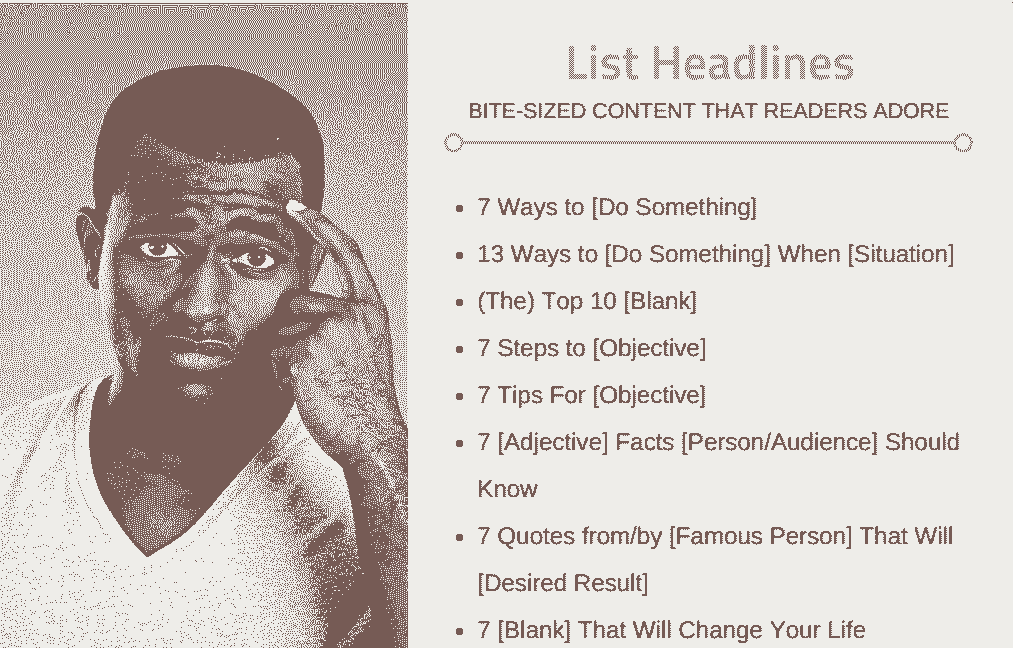 List Headlines
BITE-SIZED CONTENT THAT READERS ADORE
• 7 Ways to [Do Something]
• 13 Ways to [Do Something] When [Situation]
• (The) Top 10 [Blank]
• 7 Steps to [Objective]
• 7 Tips For [Objective]
• 7 [Adjective] Facts [Person/Audience] Should
Know
• 7 Quotes from/by [Famous Person] That Will
[Desired Result]
• 7 [Blank] That Will Change Your Life